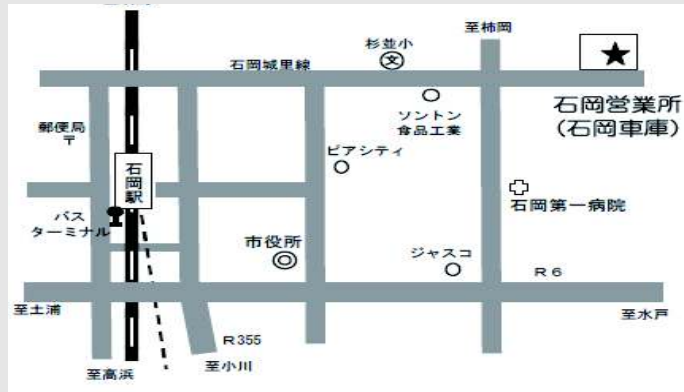 至柿岡
杉並小
文
石岡城里線
石岡営業所
(石岡車庫)
ソントン
食品工業
郵便局
〒
ピアシティ
石岡駅
石岡第一病院
バス
ターミナル
市役所
ジャスコ
R6
至土浦
至水戸
R355
至小川
至高浜